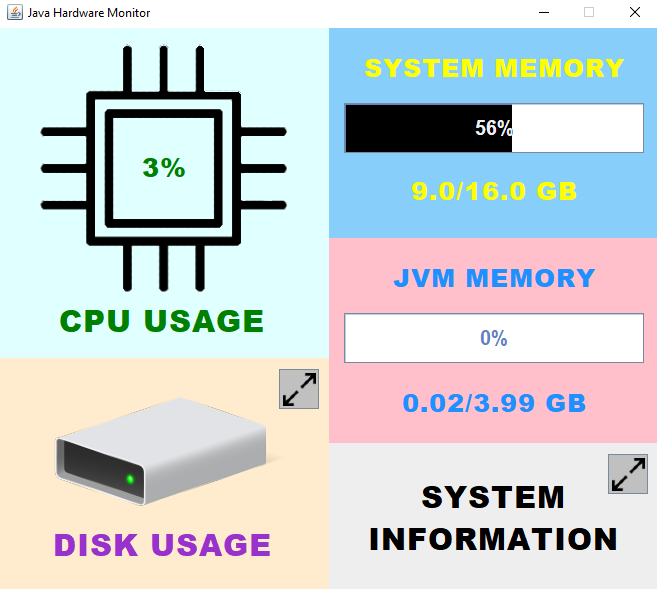 Java Hardware Monitor
3%
CPU USAGE
SYSTEM MEMORY
56%
9.0/16.0 GB
JVM MEMORY
0%
0.02/3.99 GB
DISK USAGE
SYSTEM
INFORMATION